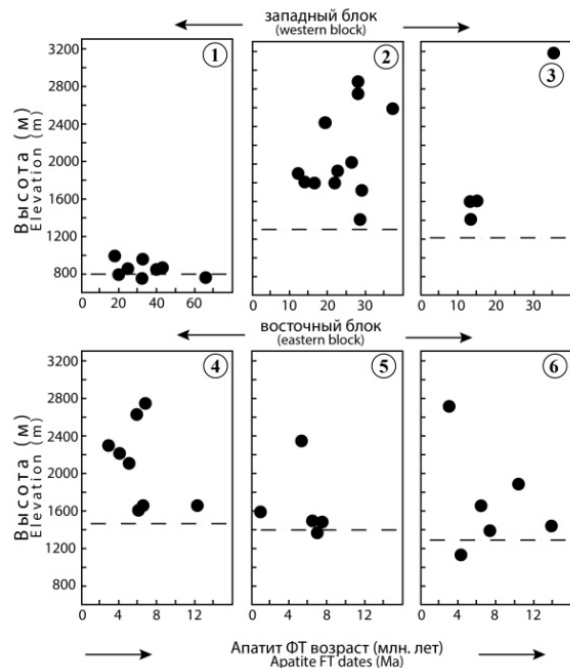 западный блок
(western block)
1
2
3
Высота (м)
Elevation (m)
3200
2800
2400
2000
1600
1200
800
0 20 40 60
0 10 20 30
0 10 20 30
восточный блок
(eastern block)
4
5
6
Высота (м)
Elevation (m)
3200
2800
2400
2000
1600
1200
800
0 4 8 12
0 4 8 12
0 4 8 12
Апатит ФТ возраст (млн. лет)
Apatite FT dates (Ma)